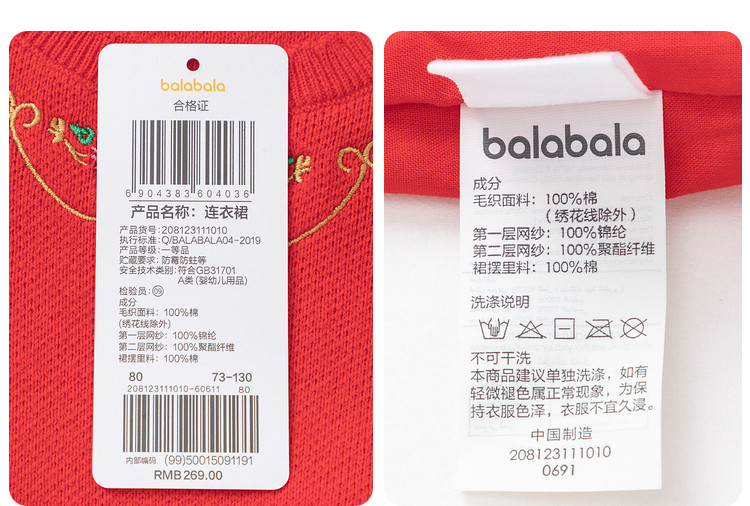 balabala
合格证
6904383604036
产品名称：连衣裙
产品货号：208123111010
执行标准：Q/BALABALA04-2019
产品等级：一等品
贮藏要求：防霉防蛀等
安全技术类别：符合GB31701
A类 (婴幼儿用品)
检验员：09
成分
毛织面料：100%棉
(绣花线除外)
第一层网纱：100%锦纶
第二层网纱：100%聚酯纤维
裙摆里料：100%棉
80 73-130
208123111010-60611 80
内部编码 (99)50015091191
RMB269.00
balabala
成分
毛织面料：100%棉
(绣花线除外)
第一层网纱：100%锦纶
第二层网纱：100%聚酯纤维
裙摆里料：100%棉
洗涤说明
不可干洗
本商品建议单独洗涤，如有
轻微褪色属正常现象，为保
持衣服色泽，衣服不宜久浸。
中国制造
208123111010
0691